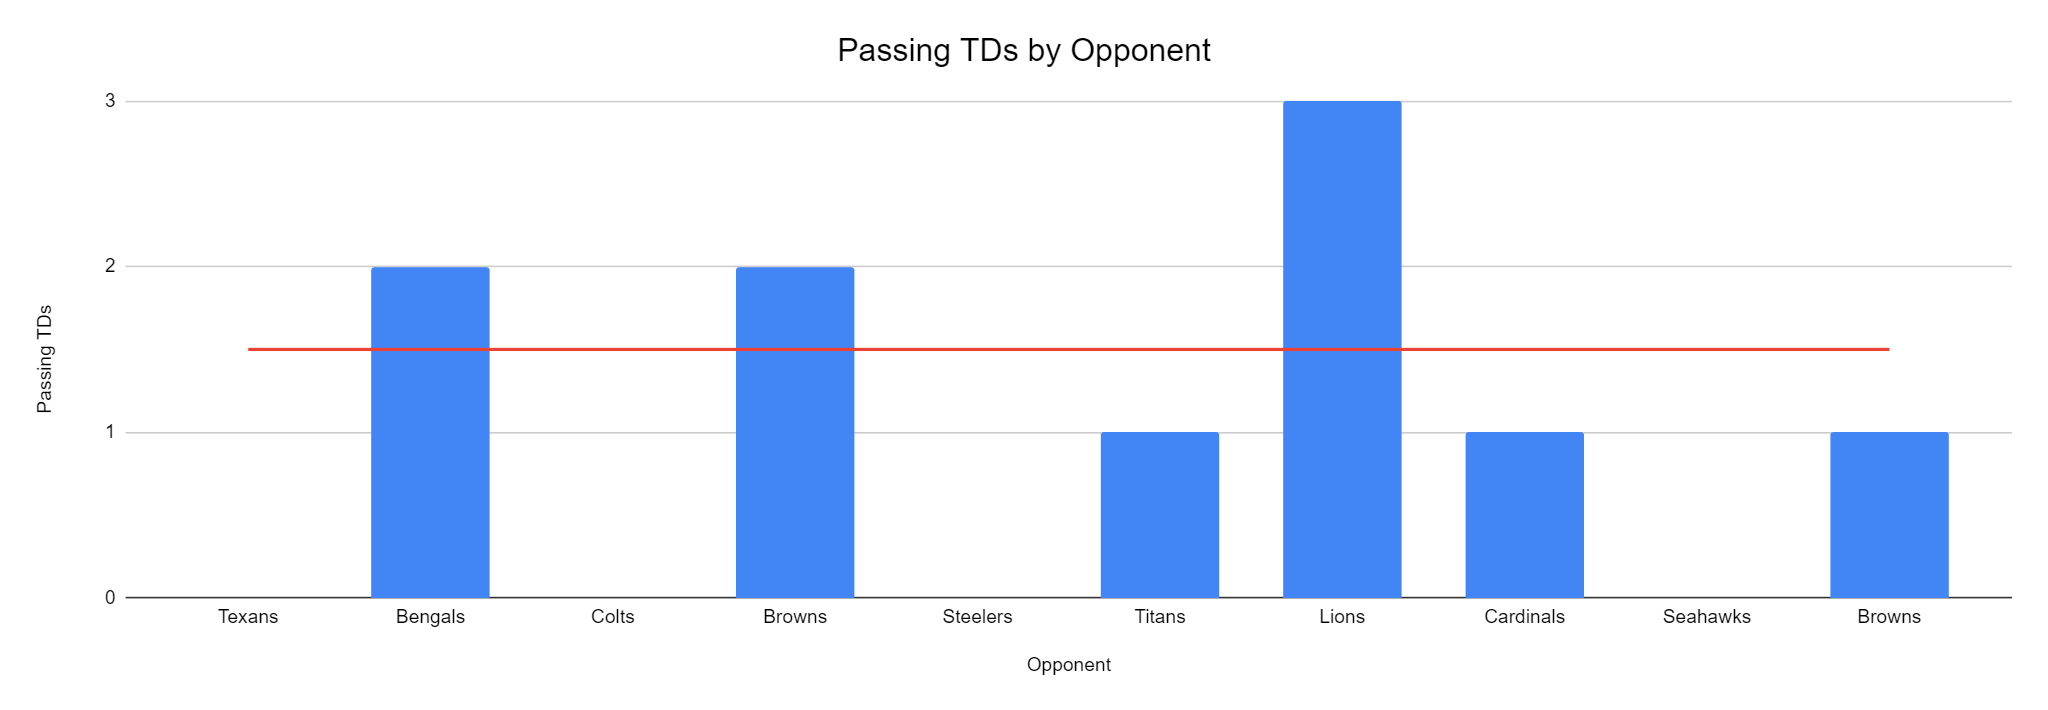 Passing TDs by Opponent
Passing TDs
3
2
1
0
Texans Bengals Colts Browns Steelers Titans Lions Cardinals Seahawks Browns
Opponent